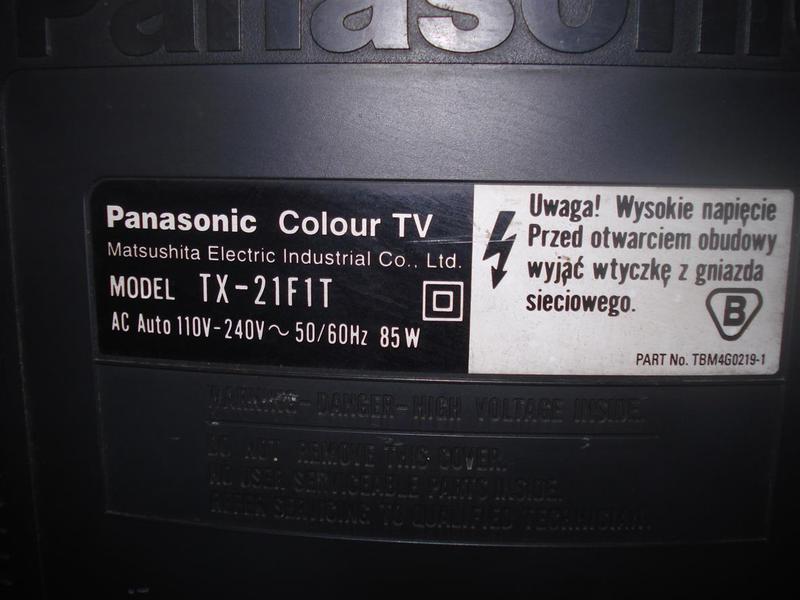 Panasonic
Panasonic Colour TV
Matsushita Electric Industrial Co., Ltd.
MODEL TX-21F1T
AC Auto 110V-240V～ 50/60Hz 85W
Uwaga! Wysokie napięcie
Przed otwarciem obudowy
wyjąć wtyczkę z gniazda
sieciowego.
B
PART No. TBM4G0219-1
WARNING-DANGER-HIGH VOLTAGE INSIDE.
DO NOT REMOVE THIS COVER.
NO USER SERVICEABLE PARTS INSIDE.
REFER SERVICING TO QUALIFIED TECHNICIAN.